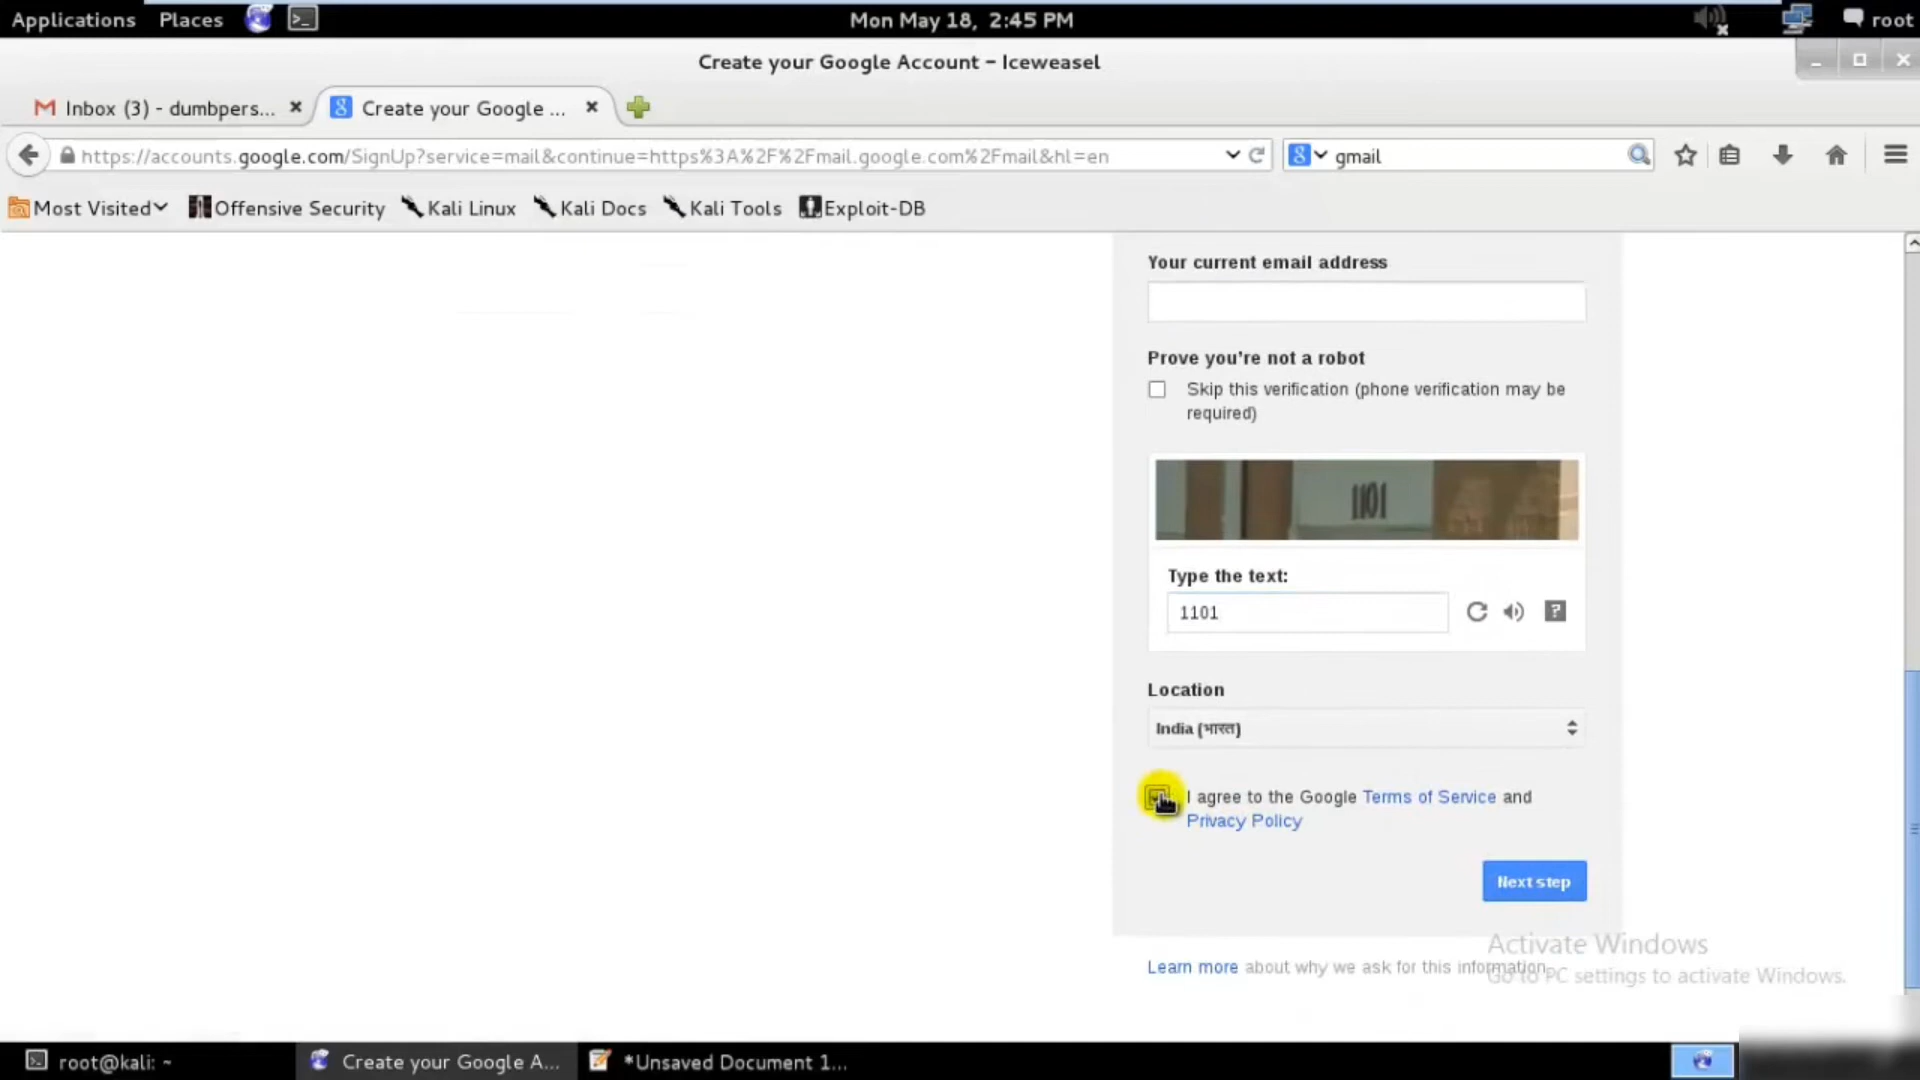 Applications Places Mon May 18, 2:45 PM root
Create your Google Account – Iceweasel
Inbox (3) - dumbpers... Create your Google ...
https://accounts.google.com/SignUp?service=mail&continue=https%3A%2F%2Fmail.google.com%2Fmail&hl=en gmail
Most Visited Offensive Security Kali Linux Kali Docs Kali Tools Exploit-DB
Your current email address
Prove you're not a robot
Skip this verification (phone verification may be
required)
1101
Type the text:
1101
Location
India (भारत)
I agree to the Google Terms of Service and
Privacy Policy
Next step
Activate Windows
Learn more about why we ask for this information.
Go to PC settings to activate Windows.
root@kali: ~ Create your Google A... *Unsaved Document 1...